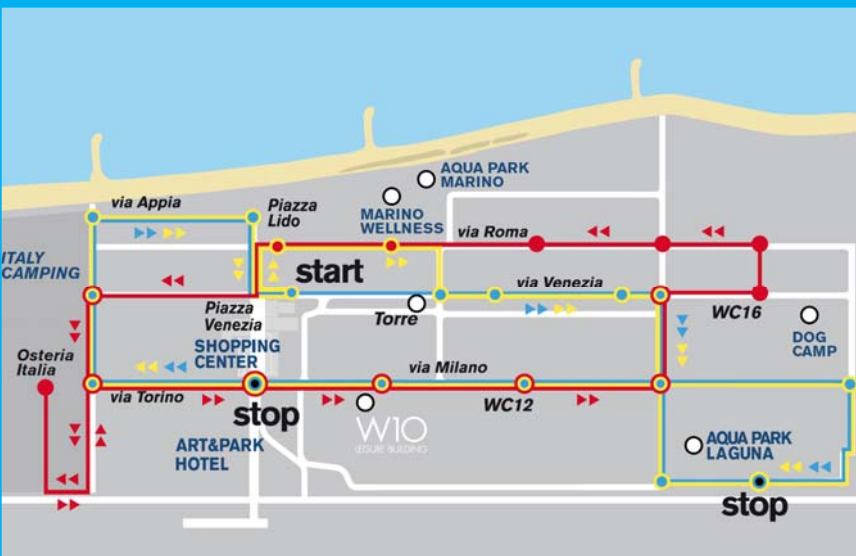 AQUA PARK
MARINO
via Appia
Piazza
Lido
MARINO
WELLNESS
via Roma
ITALY
CAMPING
start
via Venezia
Piazza
Venezia
Torre
WC16
SHOPPING
CENTER
DOG
CAMP
Osteria
Italia
via Milano
via Torino
stop
WC12
W10
LEISURE BUILDING
ART&PARK
HOTEL
AQUA PARK
LAGUNA
stop